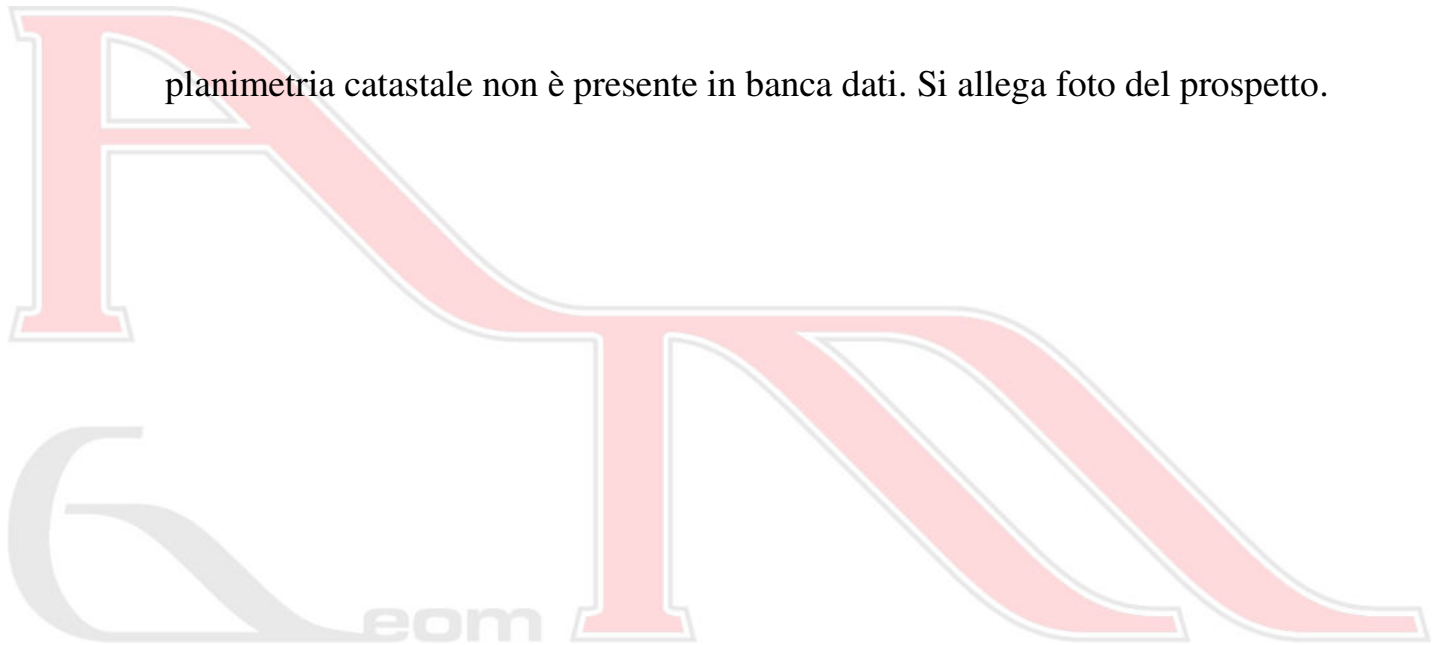 planimetria catastale non è presente in banca dati. Si allega foto del prospetto.
eom